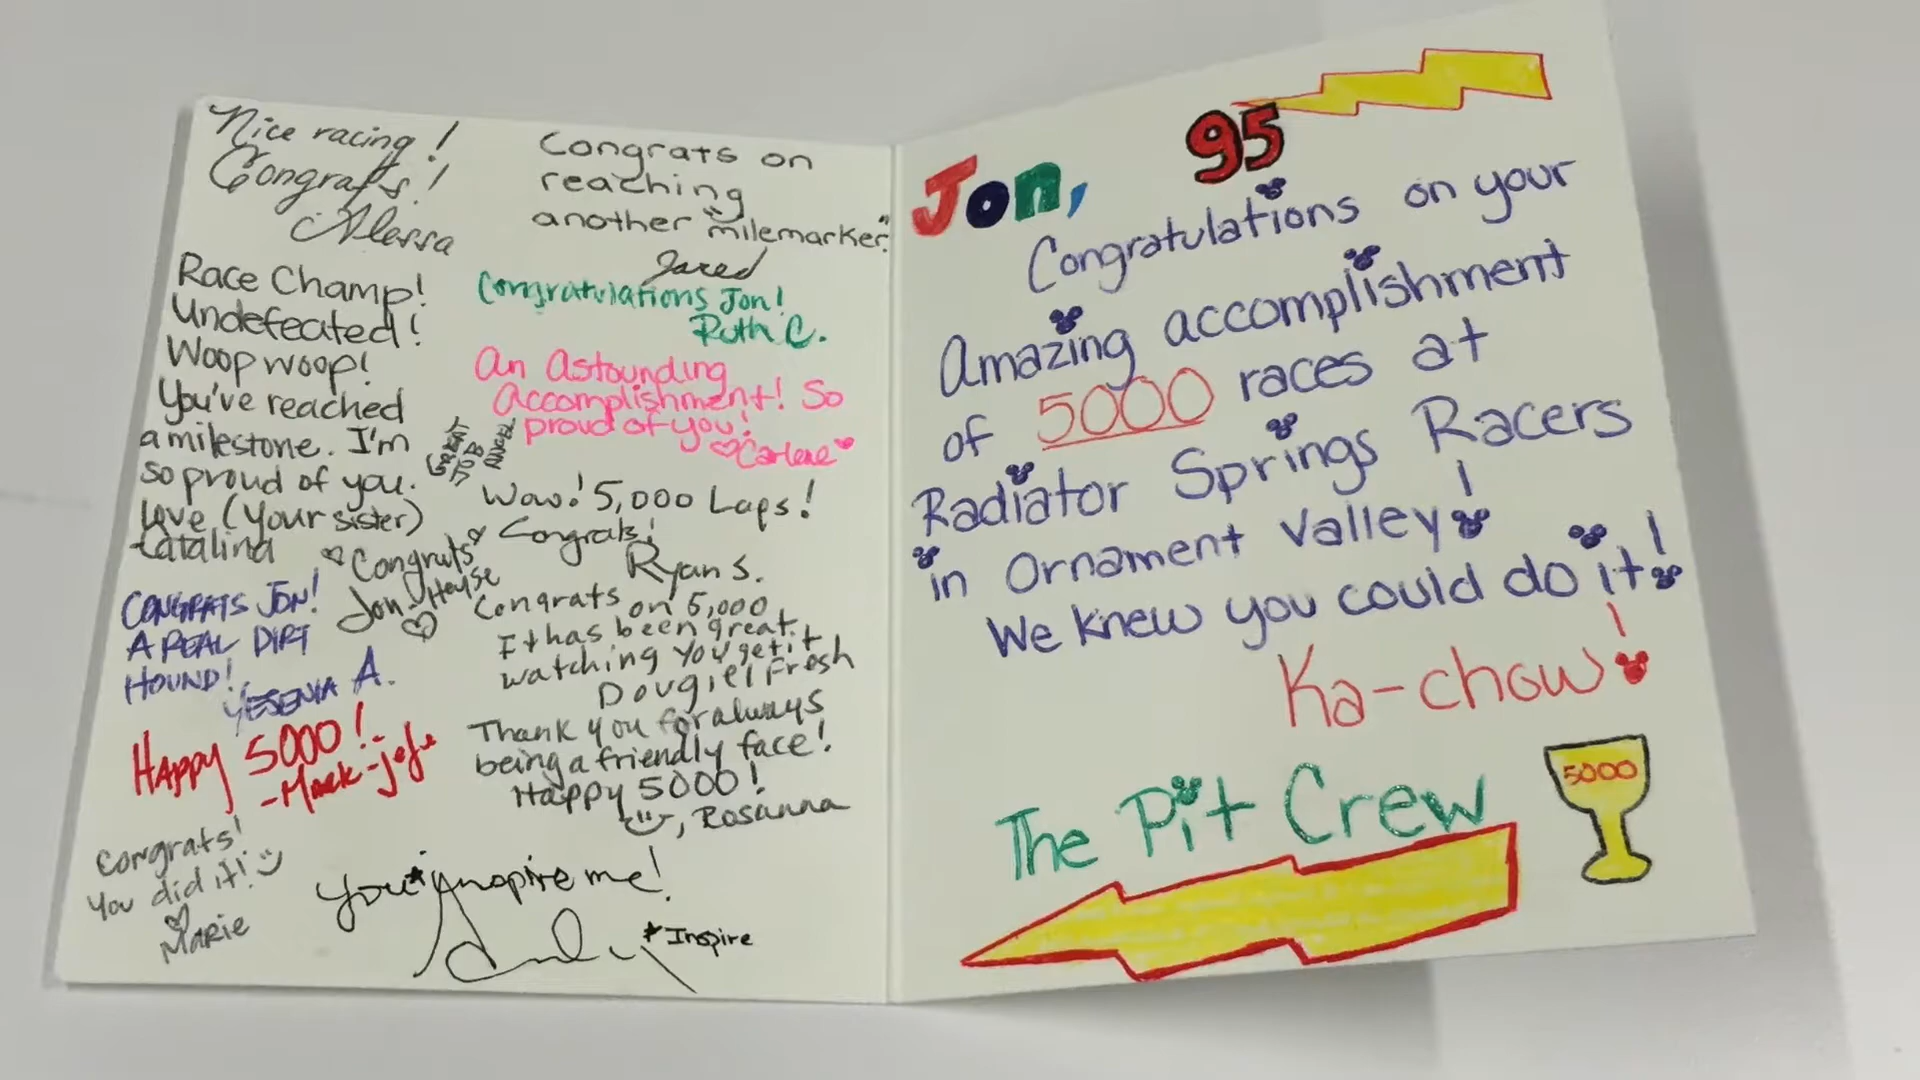 Nice racing!
Congrats!
Alessa
Congrats on
reaching
another "milemarker"
Jared
Race Champ!
Undefeated!
Woop woop!
You've reached
a milestone. I'm
so proud of you.
Love (your sister)
-Catalina
Congratulations Jon!
Ruth C.
An Astounding
Accomplishment! So
proud of you!
Carlene
GREAT
JOB
Wow! 5,000 Laps!
Congrats!
Ryan S.
Congrats
Jon-
CONGRATS JON!
A REAL DIRT
HOUND!
YESENIA A.
Congrats on 5,000
It has been great
watching you get it
Dougie Fresh
Happy 5000!
-Mark-jefe
Thank you for always
being a friendly face!
Happy 5000!
, Rosanna
Congrats!
You did it!
Marie
You* Inspire me!
*Inspire
95
Jon,
Congratulations on your
Amazing accomplishment
of 5000 races at
Radiator Springs Racers
in Ornament Valley!
We knew you could do it!
Ka-chow!
The Pit Crew
5000